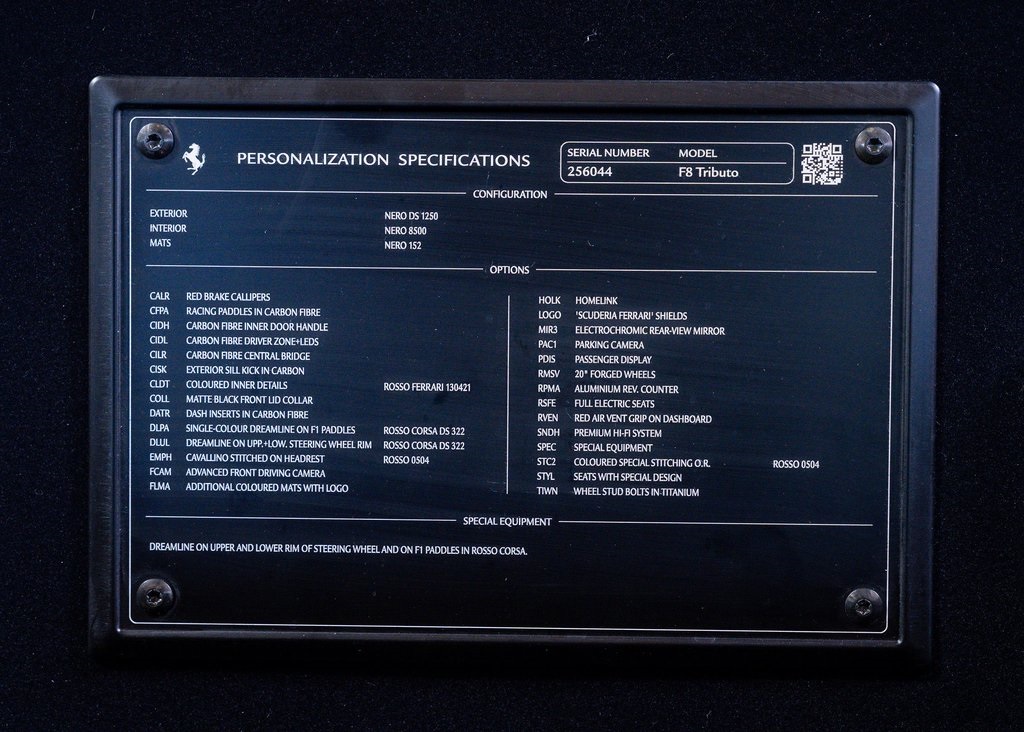 PERSONALIZATION SPECIFICATIONS
SERIAL NUMBER MODEL
256044 F8 Tributo
CONFIGURATION
EXTERIOR NERO DS 1250
INTERIOR NERO 8500
MATS NERO 152
OPTIONS
CALR RED BRAKE CALLIPERS
CFPA RACING PADDLES IN CARBON FIBRE
CIDH CARBON FIBRE INNER DOOR HANDLE
CIDL CARBON FIBRE DRIVER ZONE+LEDS
CILR CARBON FIBRE CENTRAL BRIDGE
CISK EXTERIOR SILL KICK IN CARBON
CLDT COLOURED INNER DETAILS ROSSO FERRARI 130421
COLL MATTE BLACK FRONT LID COLLAR
DATR DASH INSERTS IN CARBON FIBRE
DLPA SINGLE-COLOUR DREAMLINE ON F1 PADDLES ROSSO CORSA DS 322
DLUL DREAMLINE ON UPP.+LOW. STEERING WHEEL RIM ROSSO CORSA DS 322
EMPH CAVALLINO STITCHED ON HEADREST ROSSO 0504
FCAM ADVANCED FRONT DRIVING CAMERA
FLMA ADDITIONAL COLOURED MATS WITH LOGO
HOLK HOMELINK
LOGO 'SCUDERIA FERRARI' SHIELDS
MIR3 ELECTROCHROMIC REAR-VIEW MIRROR
PAC1 PARKING CAMERA
PDIS PASSENGER DISPLAY
RMSV 20" FORGED WHEELS
RPMA ALUMINIUM REV. COUNTER
RSFE FULL ELECTRIC SEATS
RVEN RED AIR VENT GRIP ON DASHBOARD
SNDH PREMIUM HI-FI SYSTEM
SPEC SPECIAL EQUIPMENT
STC2 COLOURED SPECIAL STITCHING O.R. ROSSO 0504
STYL SEATS WITH SPECIAL DESIGN
TIWN WHEEL STUD BOLTS IN TITANIUM
SPECIAL EQUIPMENT
DREAMLINE ON UPPER AND LOWER RIM OF STEERING WHEEL AND ON F1 PADDLES IN ROSSO CORSA.